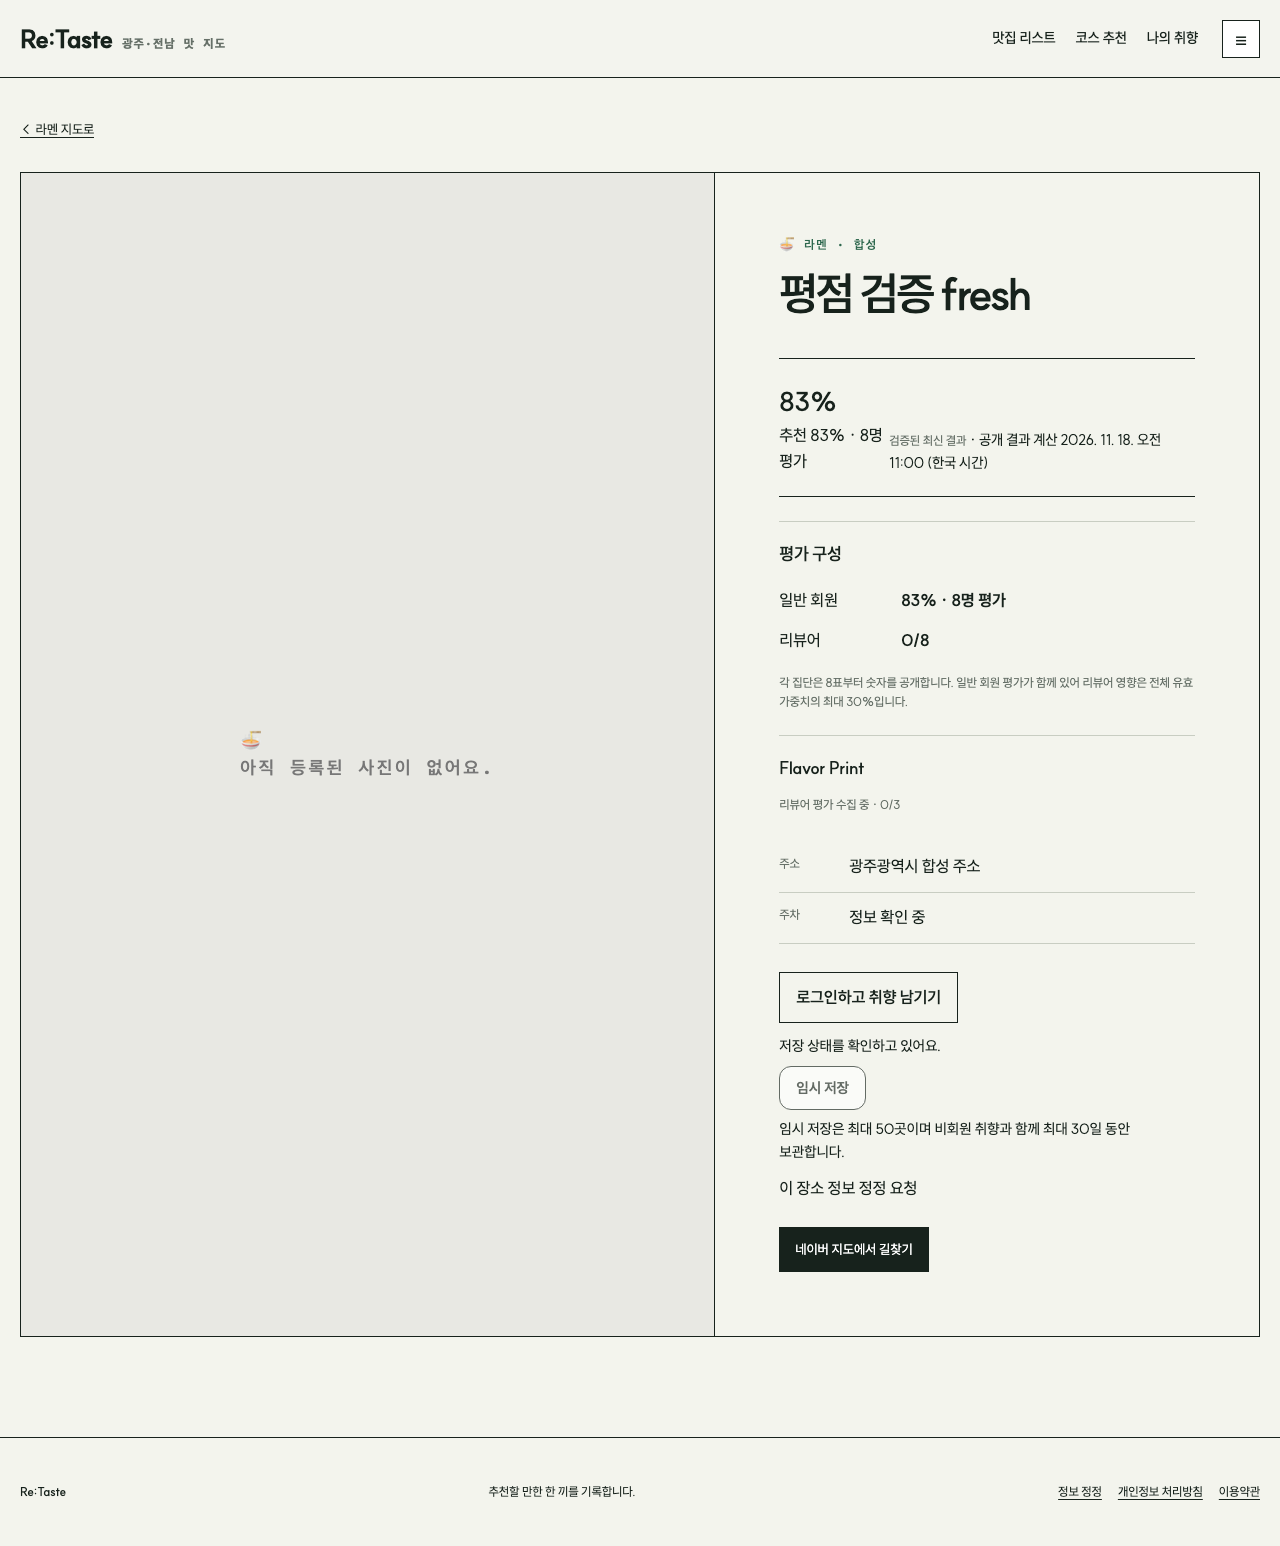 Re:Taste 광주·전남 맛 지도
맛집 리스트 코스 추천 나의 취향 ≡
< 라멘 지도로
🍜 라멘 · 합성
평점 검증 fresh
83%
추천 83% · 8명 평가
검증된 최신 결과 · 공개 결과 계산 2026. 11. 18. 오전
11:00 (한국 시간)
평가 구성
일반 회원 83% · 8명 평가
리뷰어 0/8
각 집단은 8표부터 숫자를 공개합니다. 일반 회원 평가가 함께 있어 리뷰어 영향은 전체 유효
가중치의 최대 30%입니다.
🍜
아직 등록된 사진이 없어요.
Flavor Print
리뷰어 평가 수집 중 · 0/3
주소 광주광역시 합성 주소
주차 정보 확인 중
로그인하고 취향 남기기
저장 상태를 확인하고 있어요.
임시 저장
임시 저장은 최대 50곳이며 비회원 취향과 함께 최대 30일 동안
보관합니다.
이 장소 정보 정정 요청
네이버 지도에서 길찾기
Re:Taste
추천할 만한 한 끼를 기록합니다.
정보 정정 개인정보 처리방침 이용약관